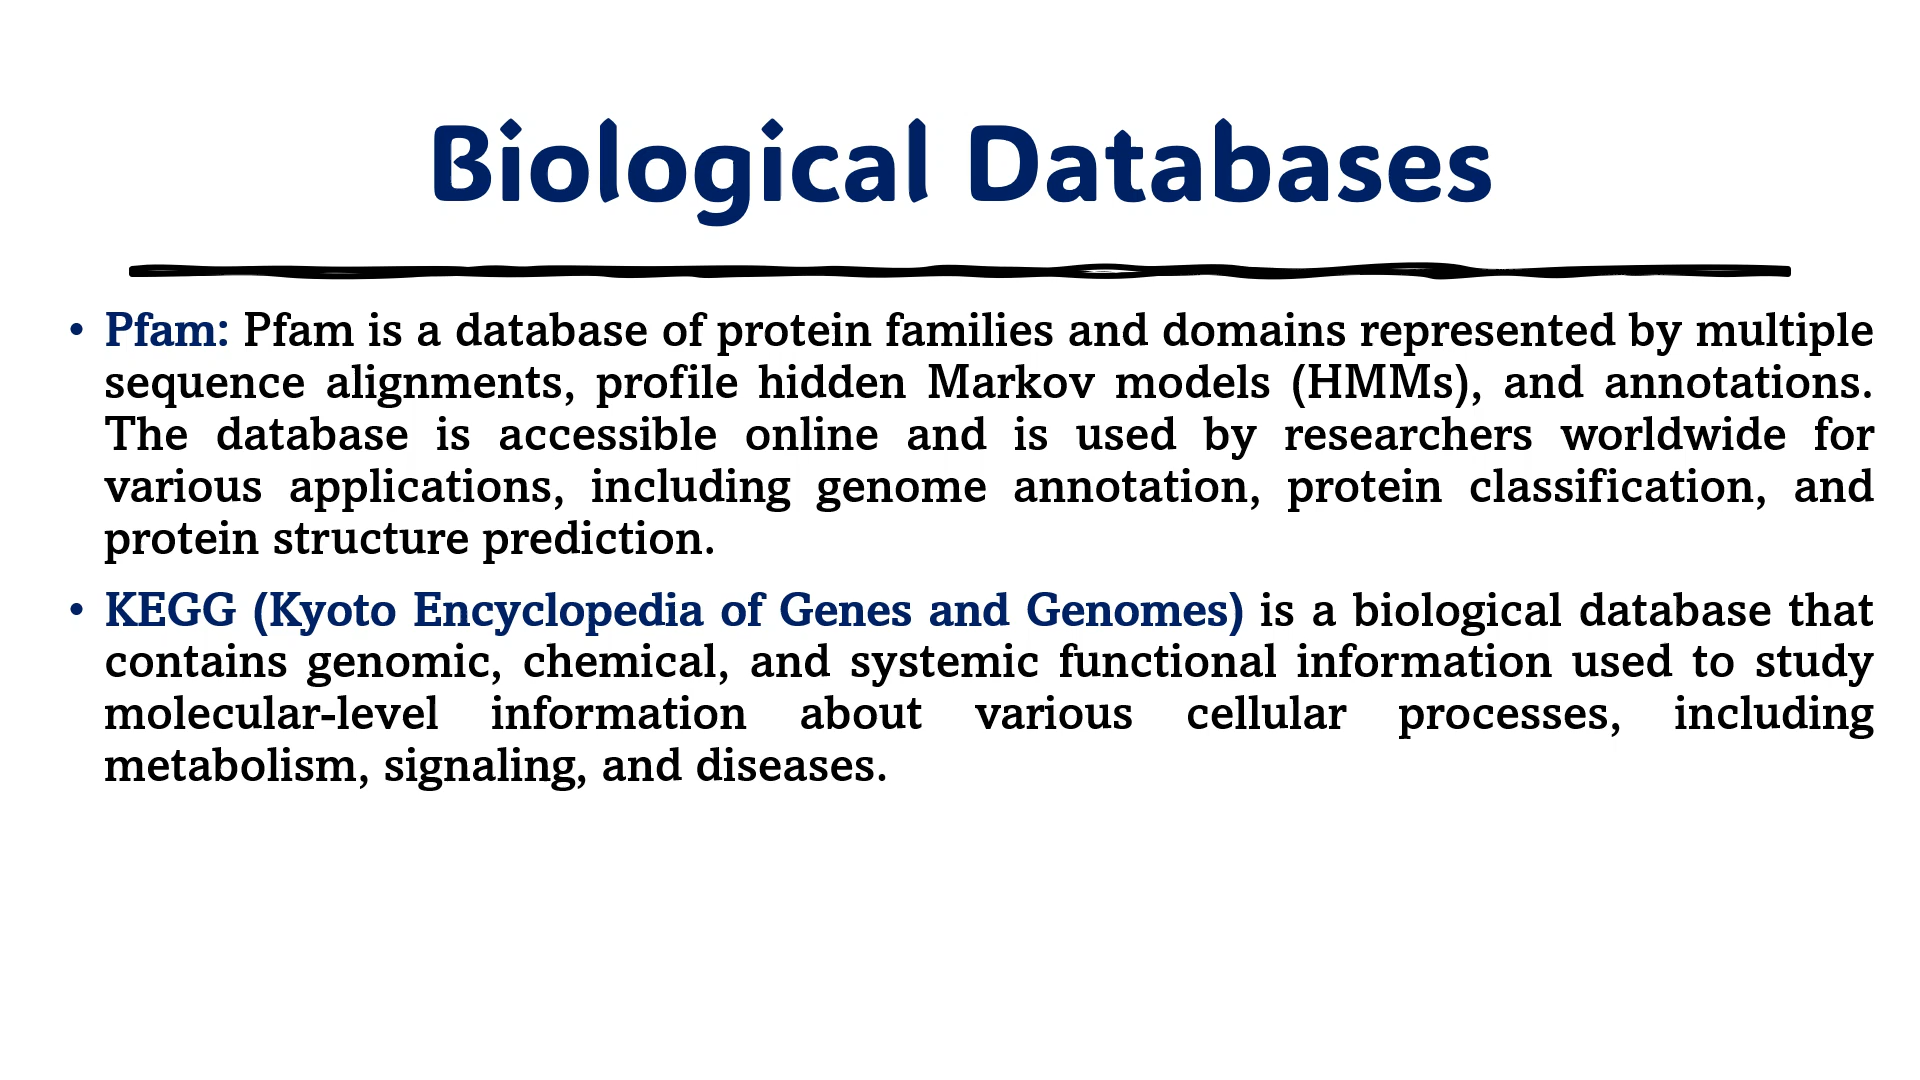 Biological Databases
• Pfam: Pfam is a database of protein families and domains represented by multiple
sequence alignments, profile hidden Markov models (HMMs), and annotations.
The database is accessible online and is used by researchers worldwide for
various applications, including genome annotation, protein classification, and
protein structure prediction.
• KEGG (Kyoto Encyclopedia of Genes and Genomes) is a biological database that
contains genomic, chemical, and systemic functional information used to study
molecular-level information about various cellular processes, including
metabolism, signaling, and diseases.